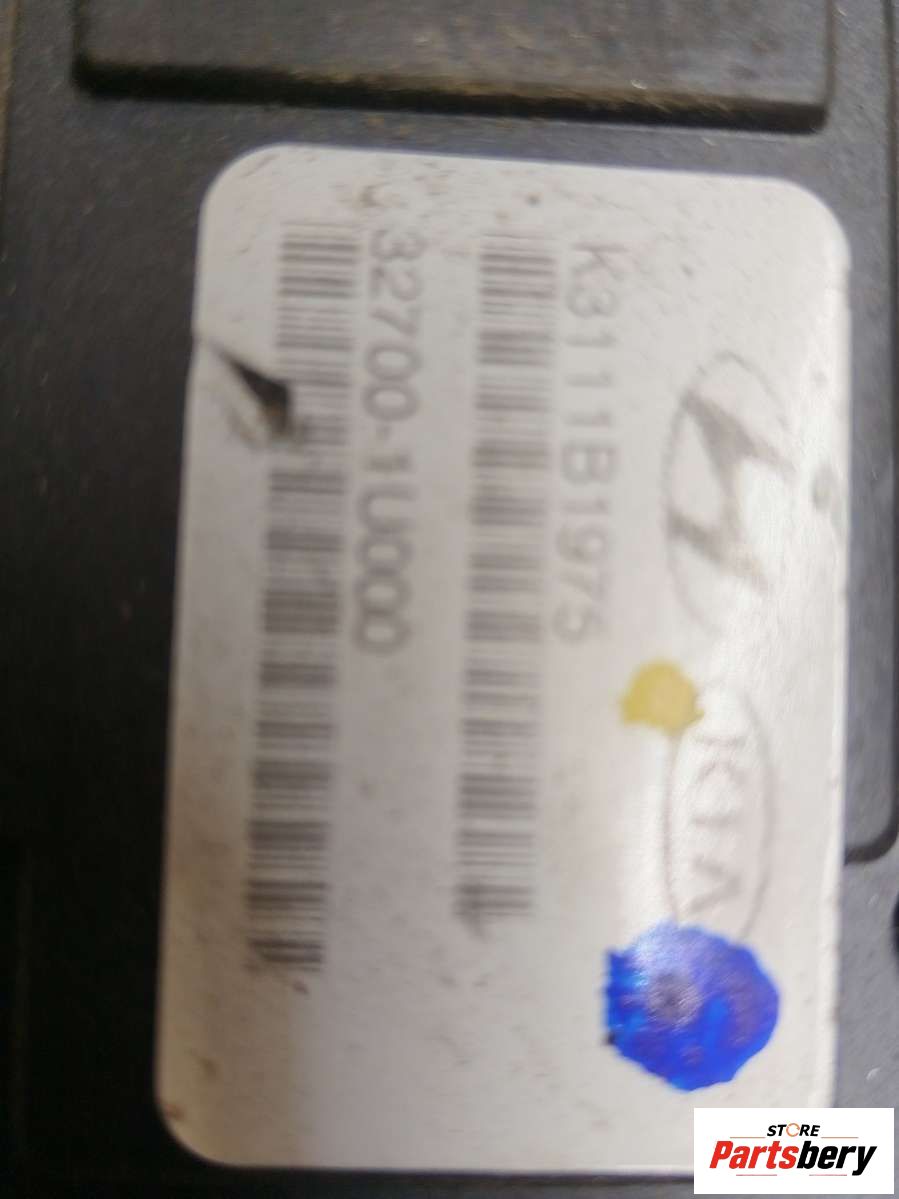 KIA
K3111B1975
32700-1U000
STORE
Partsbery